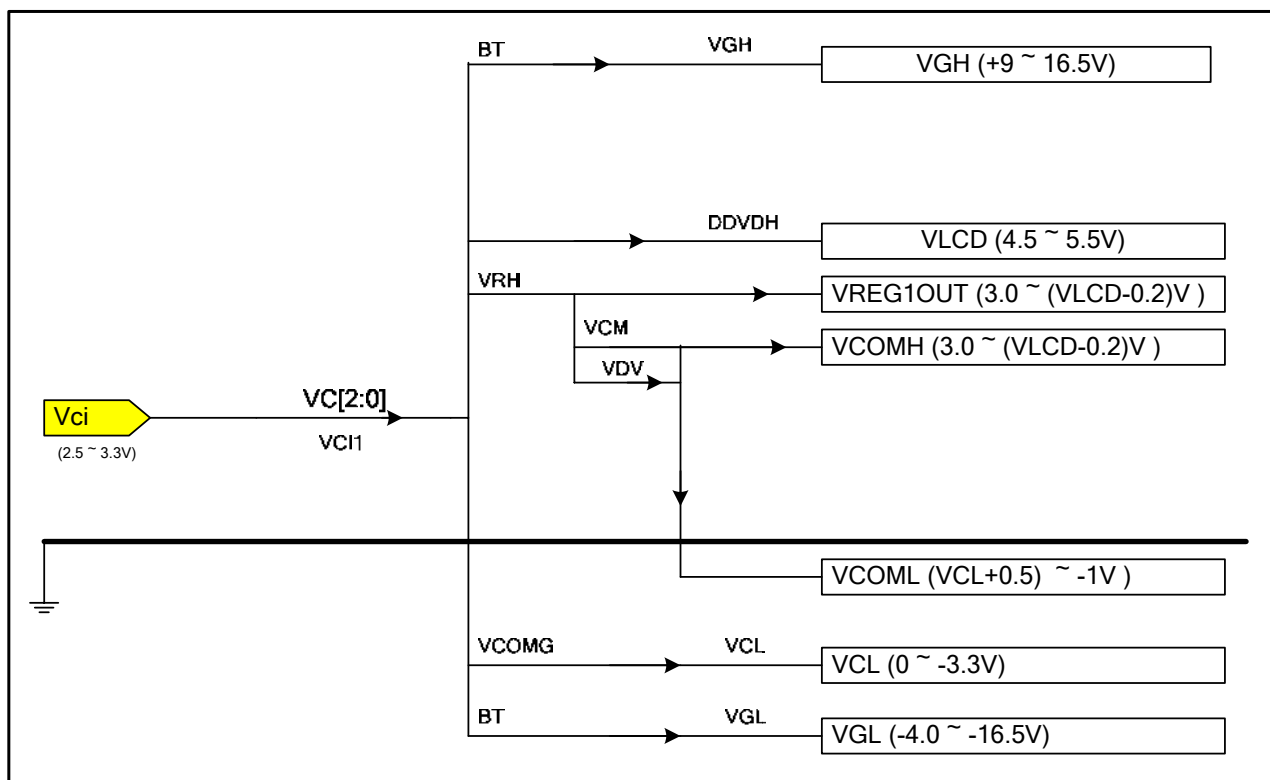 BT
VGH
VGH (+9 ~ 16.5V)
DDVDH
VLCD (4.5 ~ 5.5V)
VRH
VREG1OUT (3.0 ~ (VLCD-0.2)V )
VCM
VCOMH (3.0 ~ (VLCD-0.2)V )
VDV
Vci
(2.5 ~ 3.3V)
VC[2:0]
VCI1
VCOML (VCL+0.5) ~ -1V )
VCOMG
VCL
VCL (0 ~ -3.3V)
BT
VGL
VGL (-4.0 ~ -16.5V)